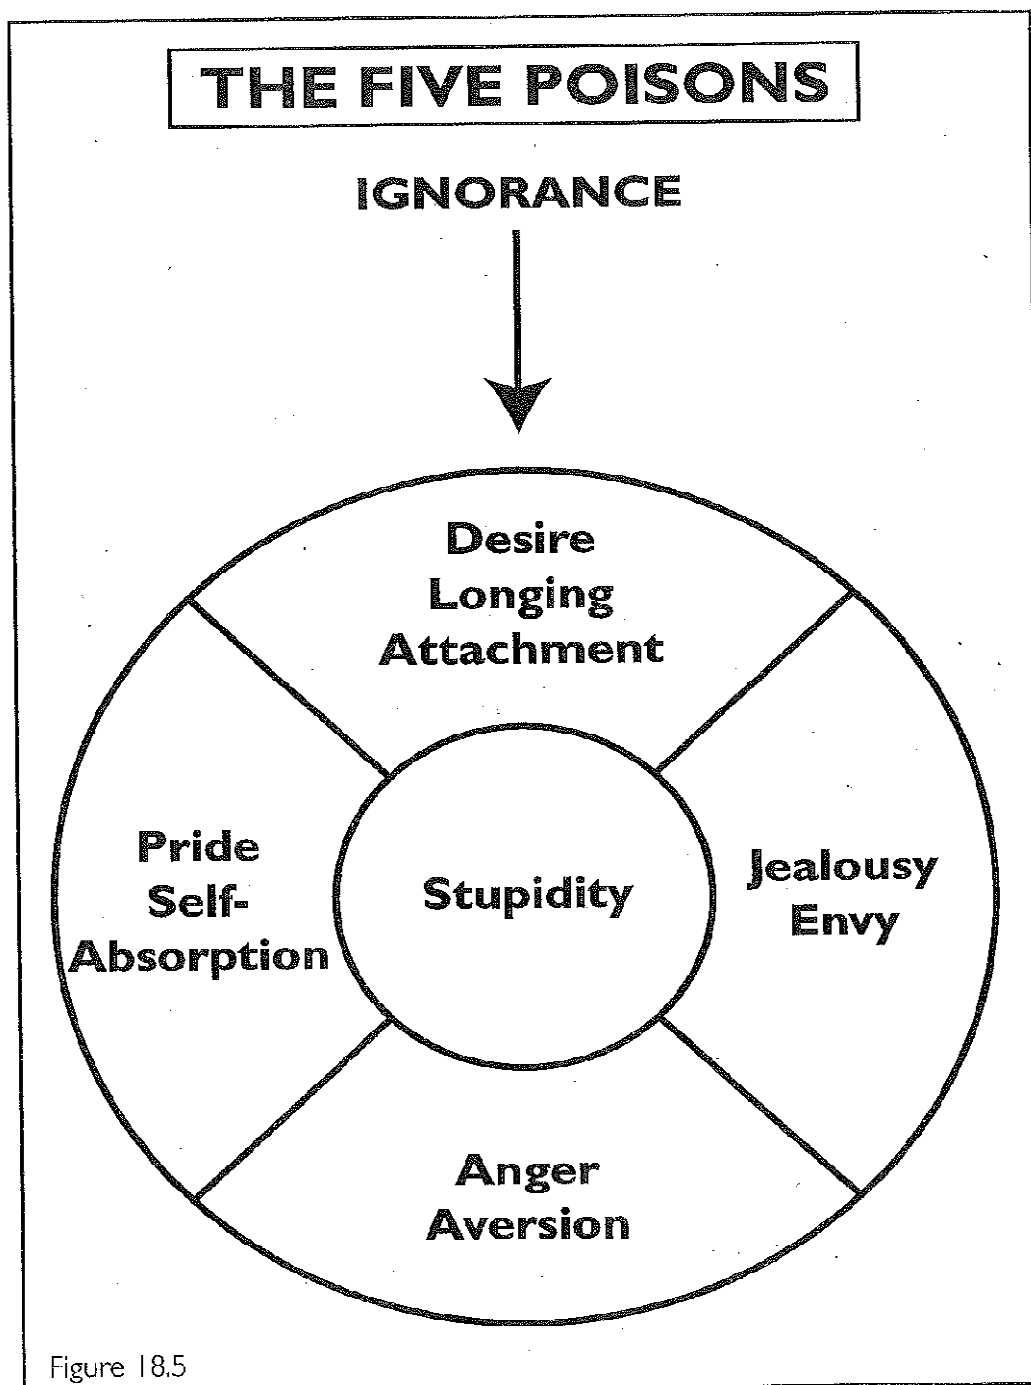 THE FIVE POISONS
IGNORANCE
Desire
Longing
Attachment
Pride
Self-
Absorption
Stupidity
Jealousy
Envy
Anger
Aversion
Figure 18.5